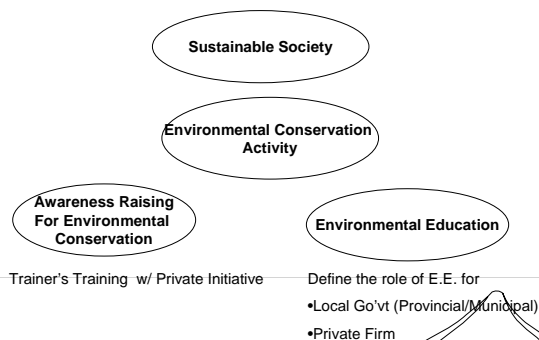 Sustainable Society
Environmental Conservation
Activity
Awareness Raising
For Environmental
Conservation
Environmental Education
Trainer's Training w/ Private Initiative
Define the role of E.E. for
•Local Go'vt (Provincial/Municipal)
•Private Firm